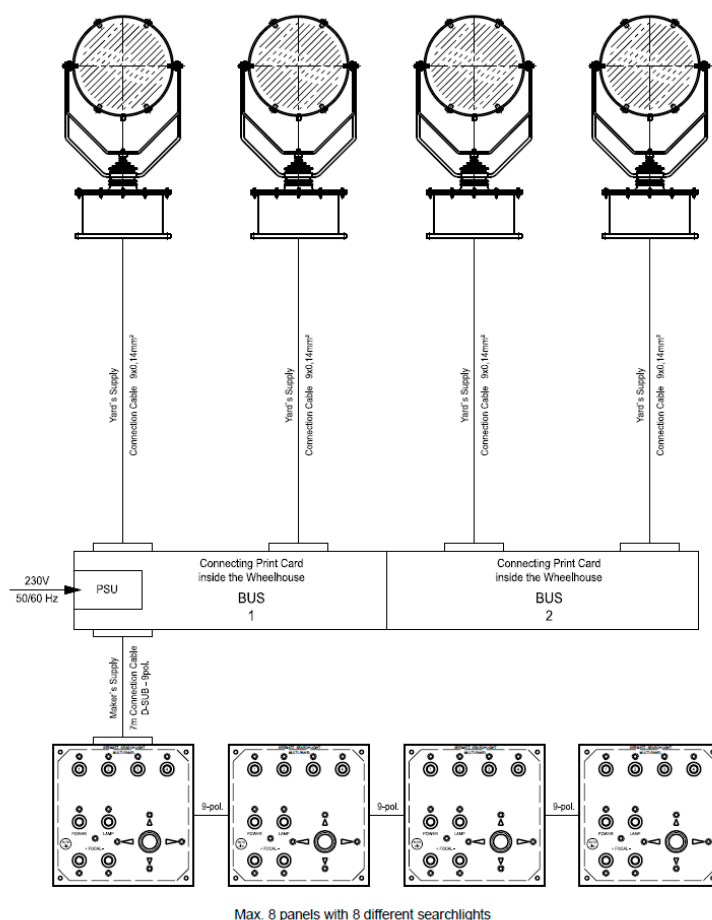 Yard`s Supply
Connection Cable 9x0,14mm²
Yard`s Supply
Connection Cable 9x0,14mm²
Yard`s Supply
Connection Cable 9x0,14mm²
Yard`s Supply
Connection Cable 9x0,14mm²
230V
50/60 Hz
PSU
Connecting Print Card
inside the Wheelhouse
BUS
1
Connecting Print Card
inside the Wheelhouse
BUS
2
Maker`s Supply
7m Connection Cable
D-SUB - 9pol.
POWER LAMP
- FOCAL +
9-pol.
POWER LAMP
- FOCAL +
9-pol.
POWER LAMP
- FOCAL +
9-pol.
POWER LAMP
- FOCAL +
Max. 8 panels with 8 different searchlights